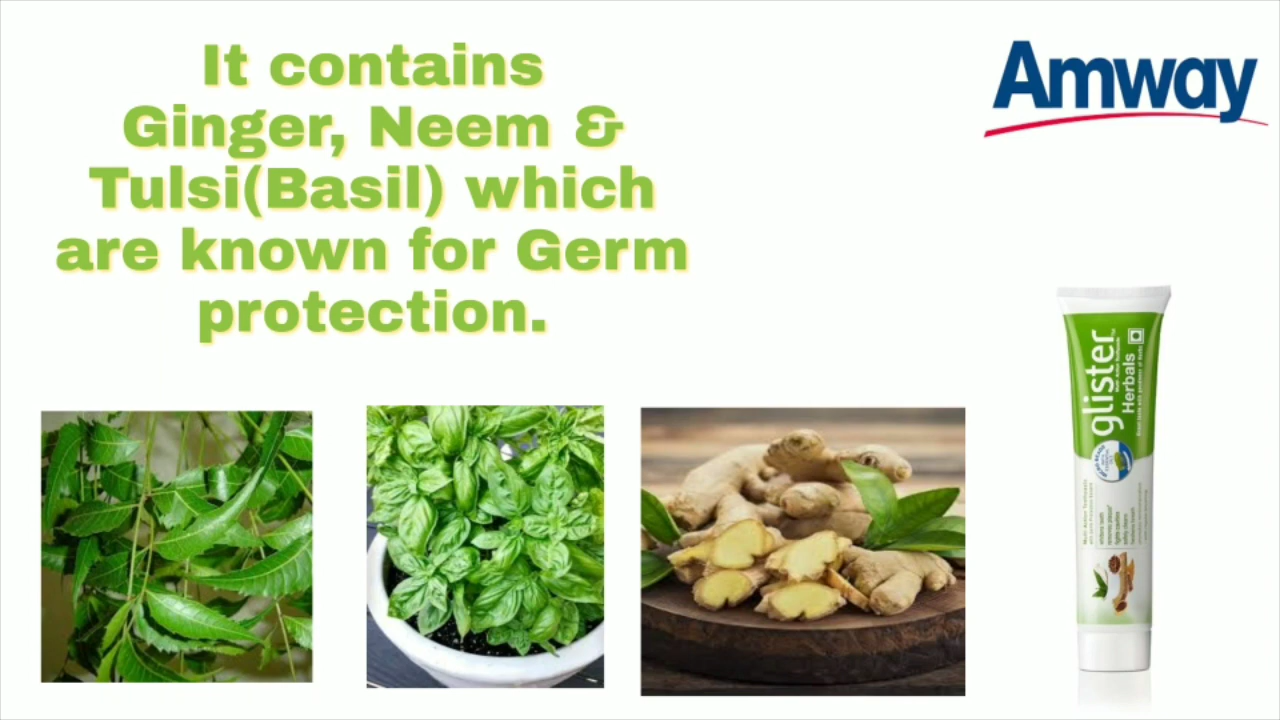 It contains
Ginger, Neem &
Tulsi(Basil) which
are known for Germ
protection.
Amway
glister
Herbals